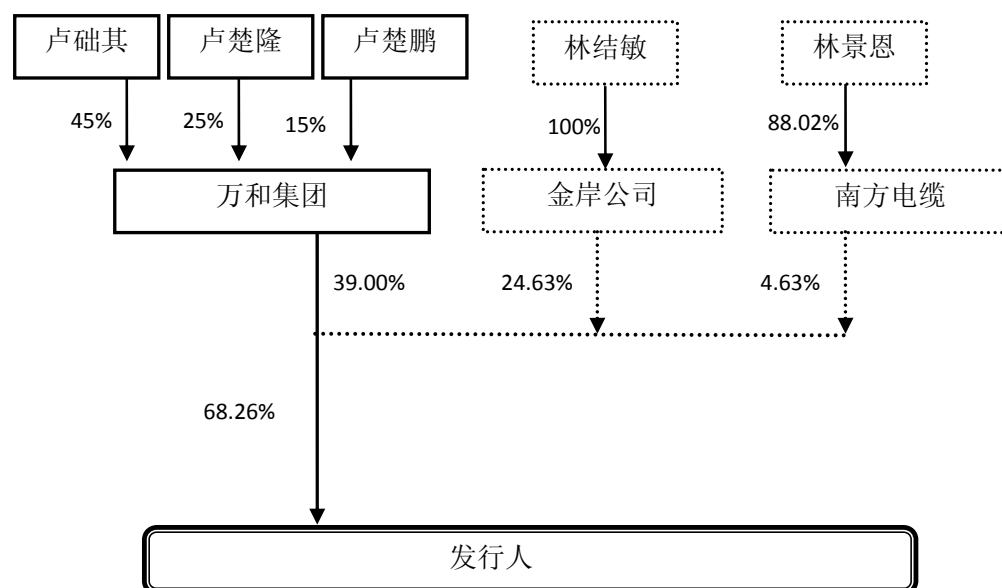 卢础其
卢楚隆
卢楚鹏
林结敏
林景恩
45%
25%
15%
100%
88.02%
万和集团
金岸公司
南方电缆
39.00%
24.63%
4.63%
68.26%
发行人